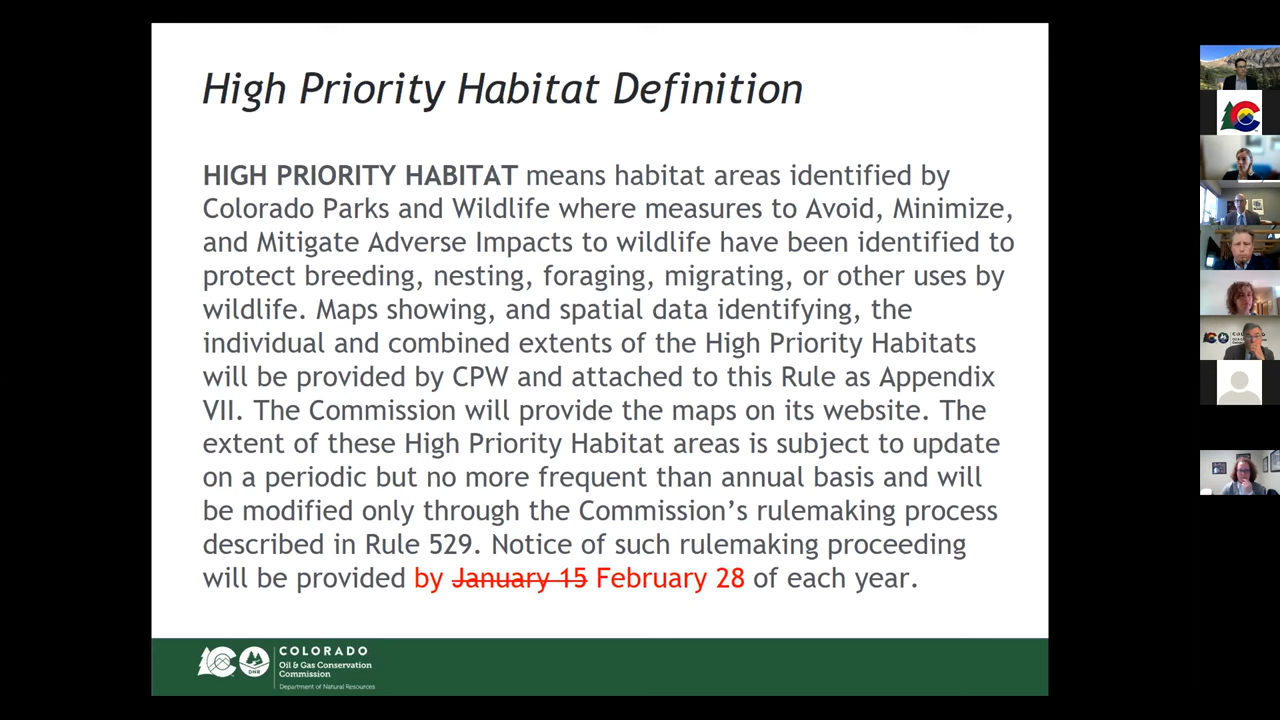 High Priority Habitat Definition
HIGH PRIORITY HABITAT means habitat areas identified by
Colorado Parks and Wildlife where measures to Avoid, Minimize,
and Mitigate Adverse Impacts to wildlife have been identified to
protect breeding, nesting, foraging, migrating, or other uses by
wildlife. Maps showing, and spatial data identifying, the
individual and combined extents of the High Priority Habitats
will be provided by CPW and attached to this Rule as Appendix
VII. The Commission will provide the maps on its website. The
extent of these High Priority Habitat areas is subject to update
on a periodic but no more frequent than annual basis and will
be modified only through the Commission’s rulemaking process
described in Rule 529. Notice of such rulemaking proceeding
will be provided by January 15 February 28 of each year.
DNR
COLORADO
Oil & Gas Conservation
Commission
Department of Natural Resources